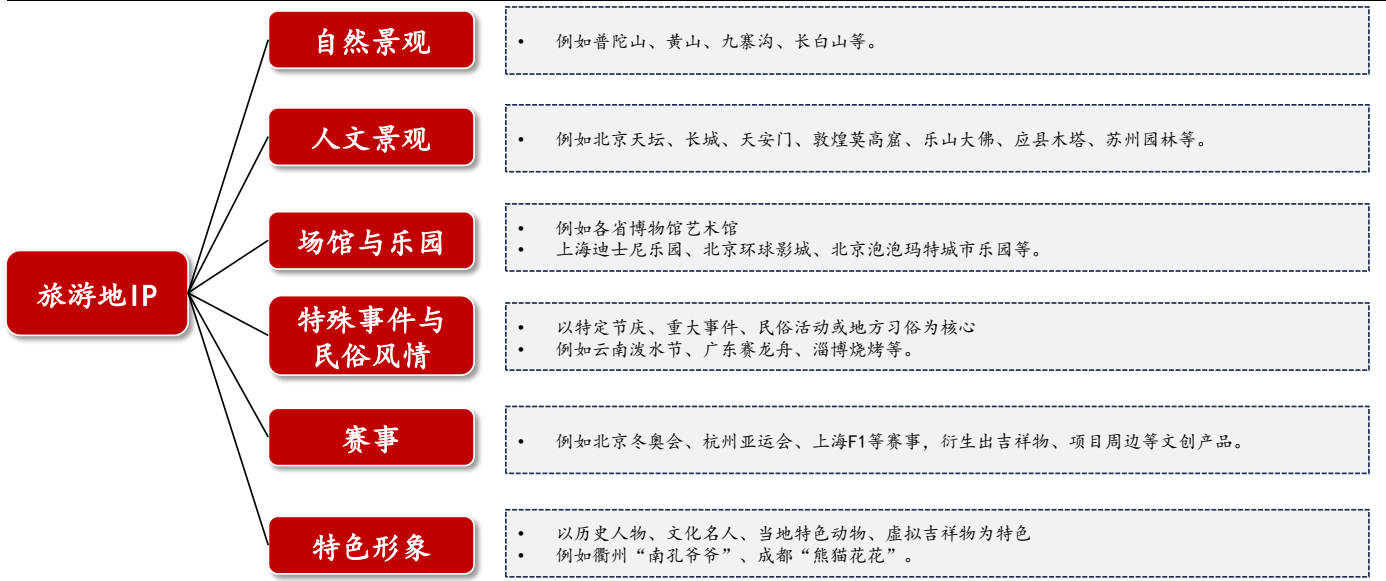 自然景观
• 例如普陀山、黄山、九寨沟、长白山等。
人文景观
• 例如北京天坛、长城、天安门、敦煌莫高窟、乐山大佛、应县木塔、苏州园林等。
场馆与乐园
• 例如各省博物馆艺术馆
• 上海迪士尼乐园、北京环球影城、北京泡泡玛特城市乐园等。
旅游地IP
特殊事件与
民俗风情
• 以特定节庆、重大事件、民俗活动或地方习俗为核心
• 例如云南泼水节、广东赛龙舟、淄博烧烤等。
赛事
• 例如北京冬奥会、杭州亚运会、上海F1等赛事，衍生出吉祥物、项目周边等文创产品。
特色形象
• 以历史人物、文化名人、当地特色动物、虚拟吉祥物为特色
• 例如衢州“南孔爷爷”、成都“熊猫花花”。